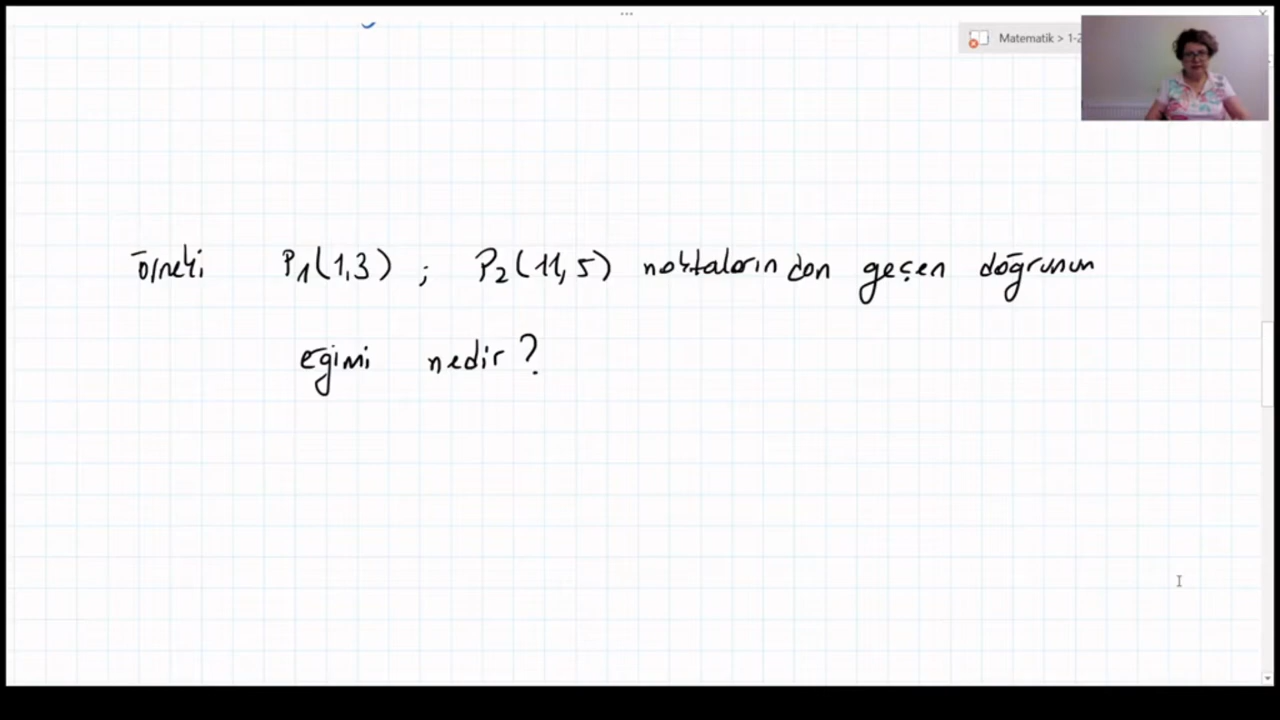 Matematik > 1-2
örnek: P₁(1,3) ; P₂(11,5) noktalarından geçen doğrunun
eğimi nedir?